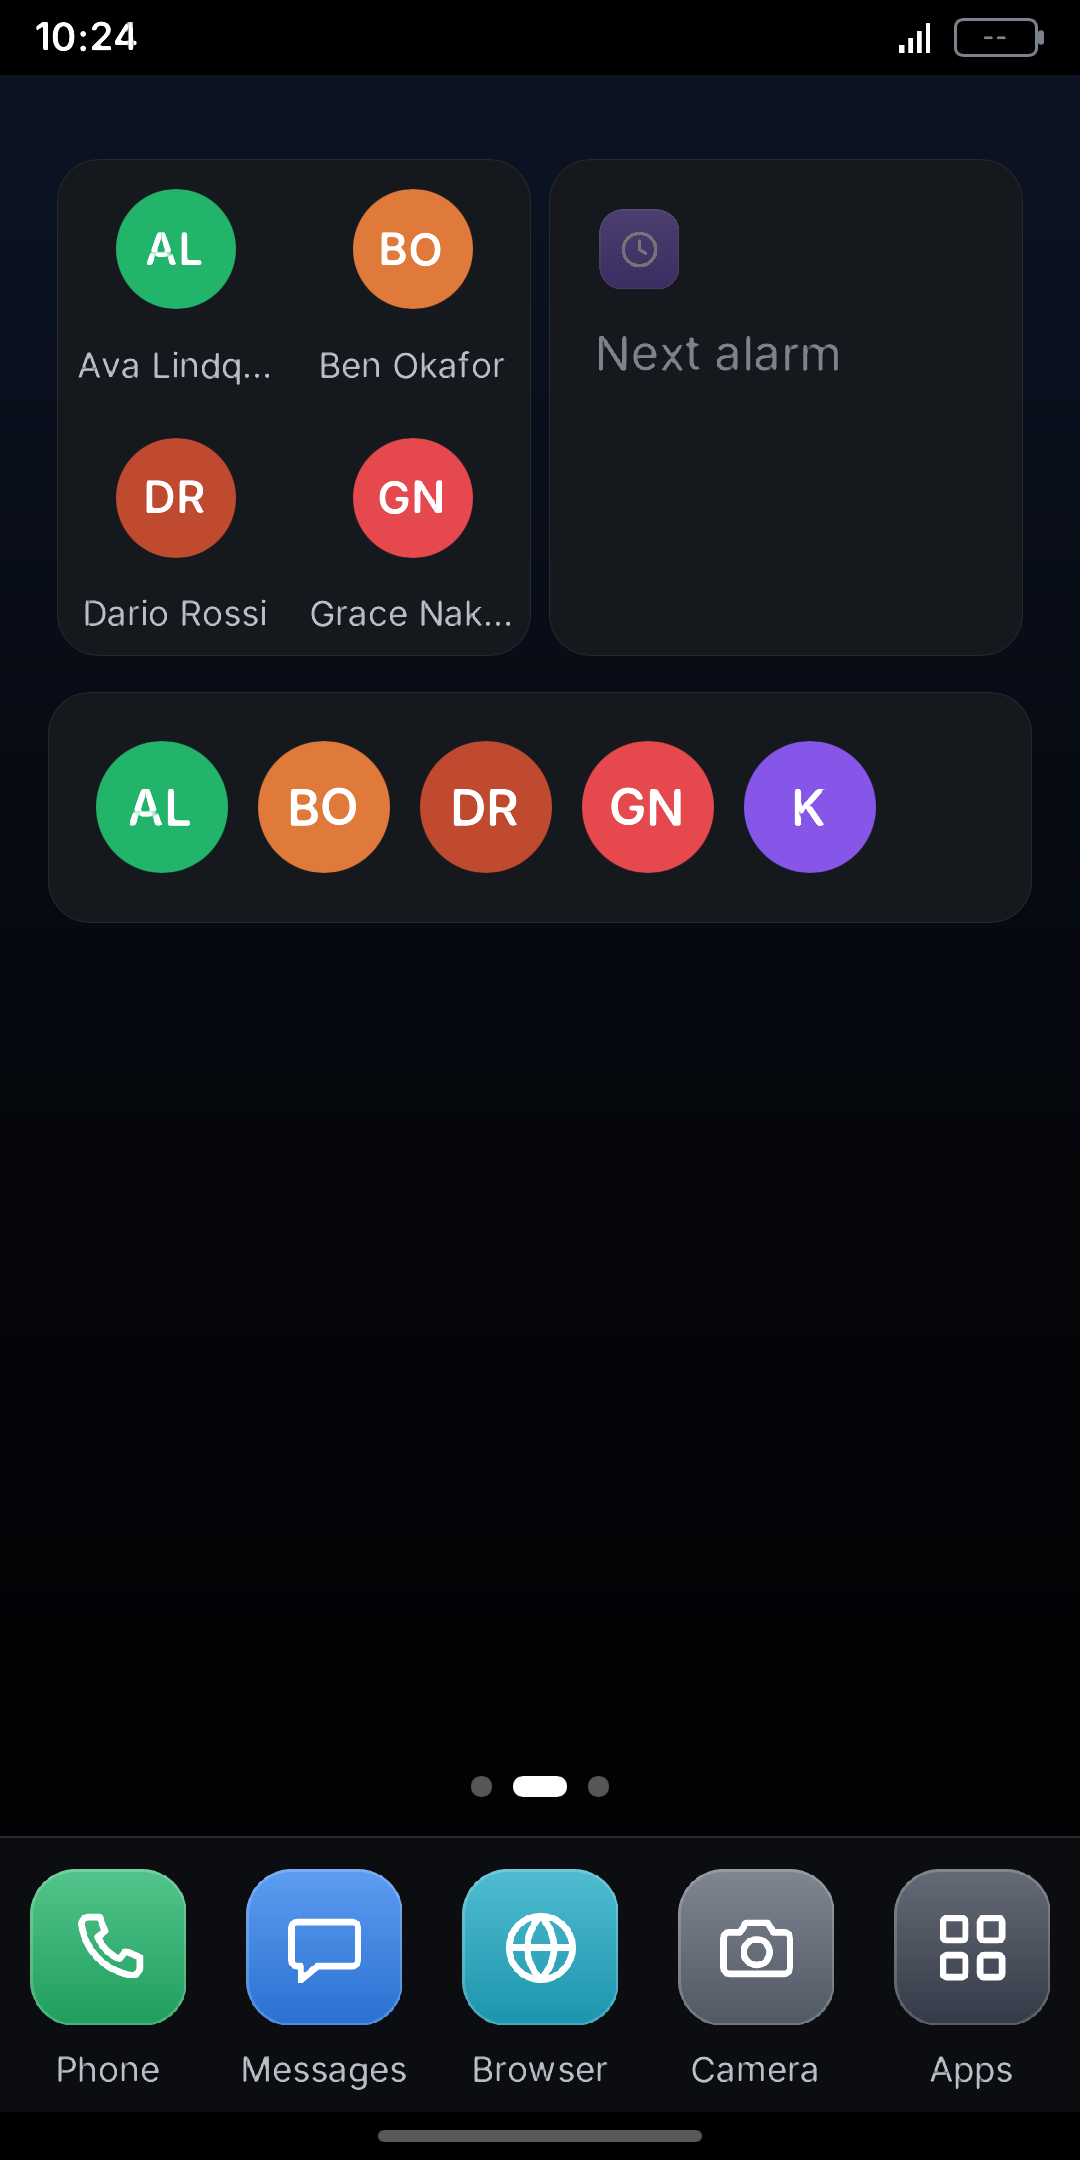 10:24
--
AL BO
Ava Lindq... Ben Okafor
DR GN
Dario Rossi Grace Nak...
Next alarm
AL BO DR GN K
Phone Messages Browser Camera Apps